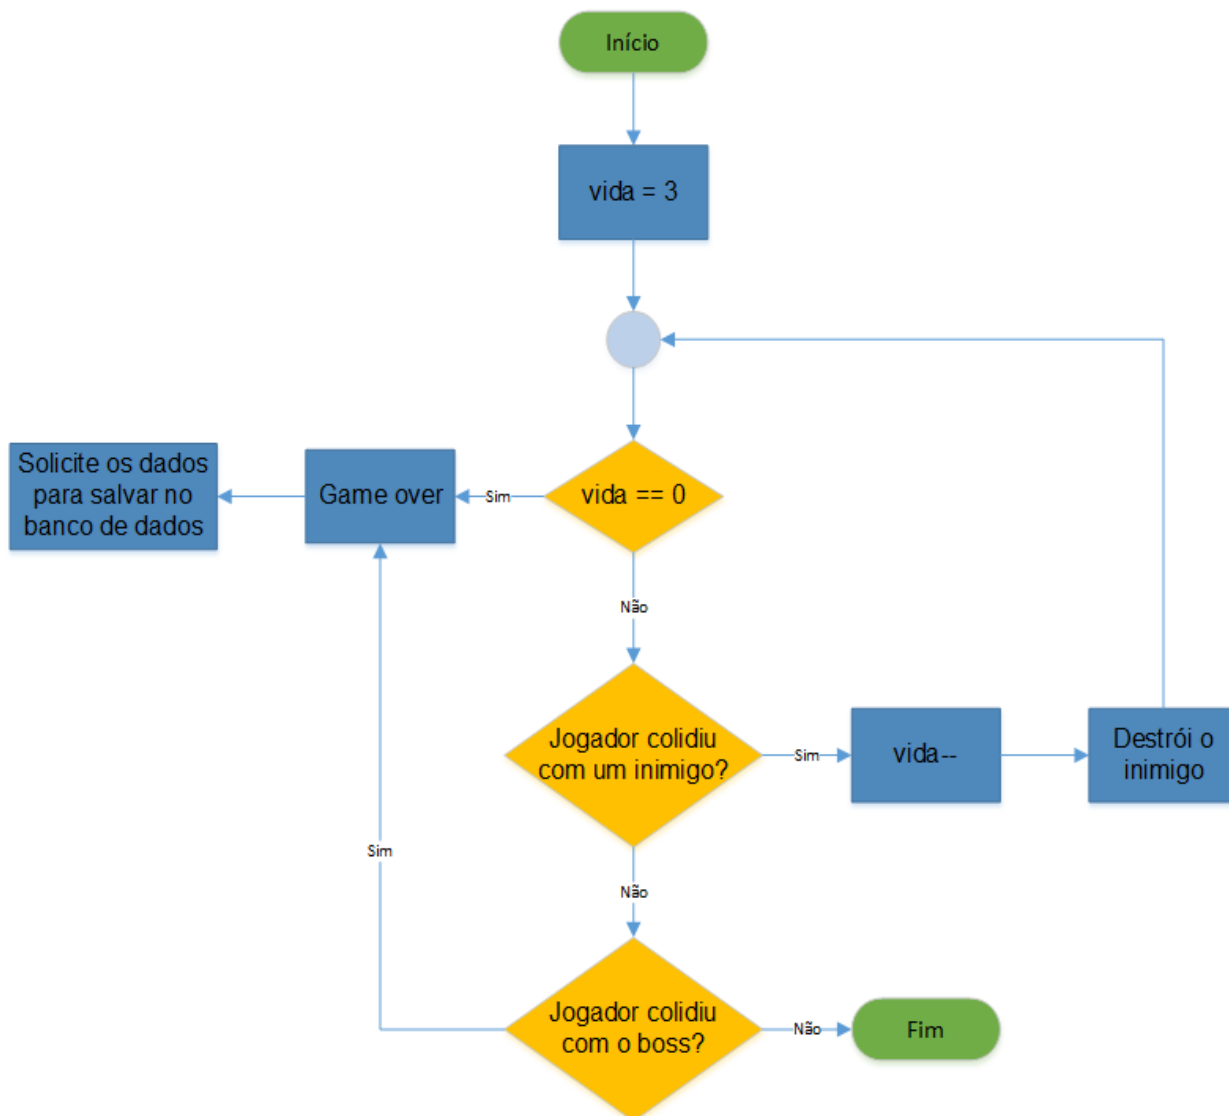 Início
vida = 3
Solicite os dados
para salvar no
banco de dados
Game over
Sim
vida == 0
Não
Jogador colidiu
com um inimigo?
Sim
vida--
Destrói o
inimigo
Sim
Não
Jogador colidiu
com o boss?
Não
Fim